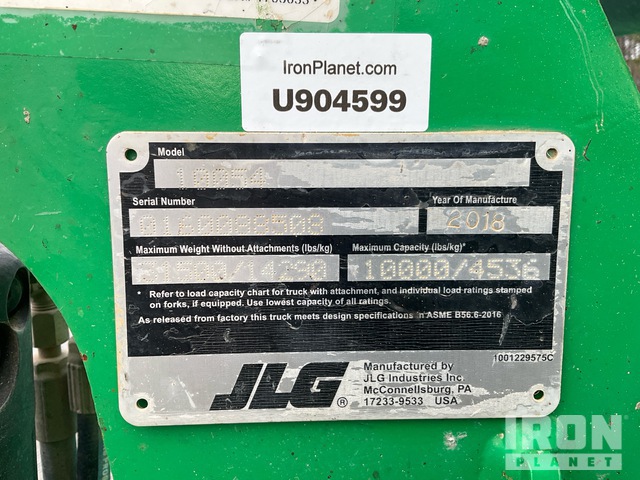 IronPlanet.com
U904599
Model
10054
Serial Number
Year Of Manufacture
2018
Maximum Weight Without Attachments (lbs/kg)
Maximum Capacity (lbs/kg)*
31500/14290
10000/4536
* Refer to load capacity chart for truck with attachment, and individual load ratings stamped
on forks, if equipped. Use lowest capacity of all ratings.
As released from factory this truck meets design specifications in ASME B56.6-2016
1001229575C
JLG®
Manufactured by
JLG Industries Inc.
McConnellsburg, PA
17233-9533 USA
IRON
PLANET